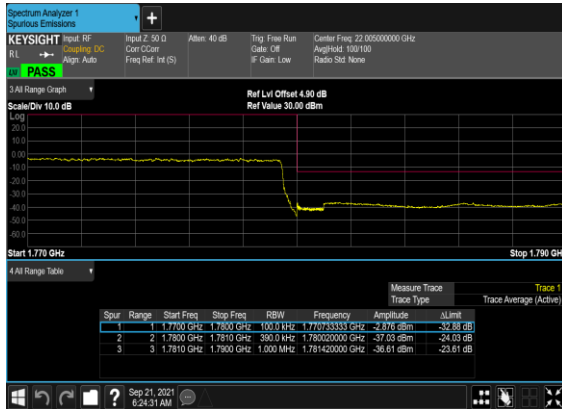 Spectrum Analyzer 1
Spurious Emissions
+
KEYSIGHT Input: RF Input Z: 50 Ω Atten: 40 dB Trig: Free Run Center Freq: 22.005000000 GHz
RL Coupling: DC Corr CCorr Gate: Off Avg|Hold: 100/100
Align: Auto Freq Ref: Int (S) IF Gain: Low Radio Std: None
PASS
3 All Range Graph
Ref Lvl Offset 4.90 dB
Scale/Div 10.0 dB Ref Value 30.00 dBm
Log
20.0
10.0
0.00
-10.0
-20.0
-30.0
-40.0
-50.0
-60.0
Start 1.770 GHz Stop 1.790 GH
4 All Range Table
Measure Trace Trace 1
Trace Type Trace Average (Active)
Spur Range Start Freq Stop Freq RBW Frequency Amplitude ΔLimit
1 1 1.7700 GHz 1.7800 GHz 100.0 kHz 1.770733333 GHz -2.876 dBm -32.88 dB
2 2 1.7800 GHz 1.7810 GHz 390.0 kHz 1.780020000 GHz -37.03 dBm -24.03 dB
3 3 1.7810 GHz 1.7900 GHz 1.000 MHz 1.781420000 GHz -36.61 dBm -23.61 dB
? Sep 21, 2021
6:24:31 AM